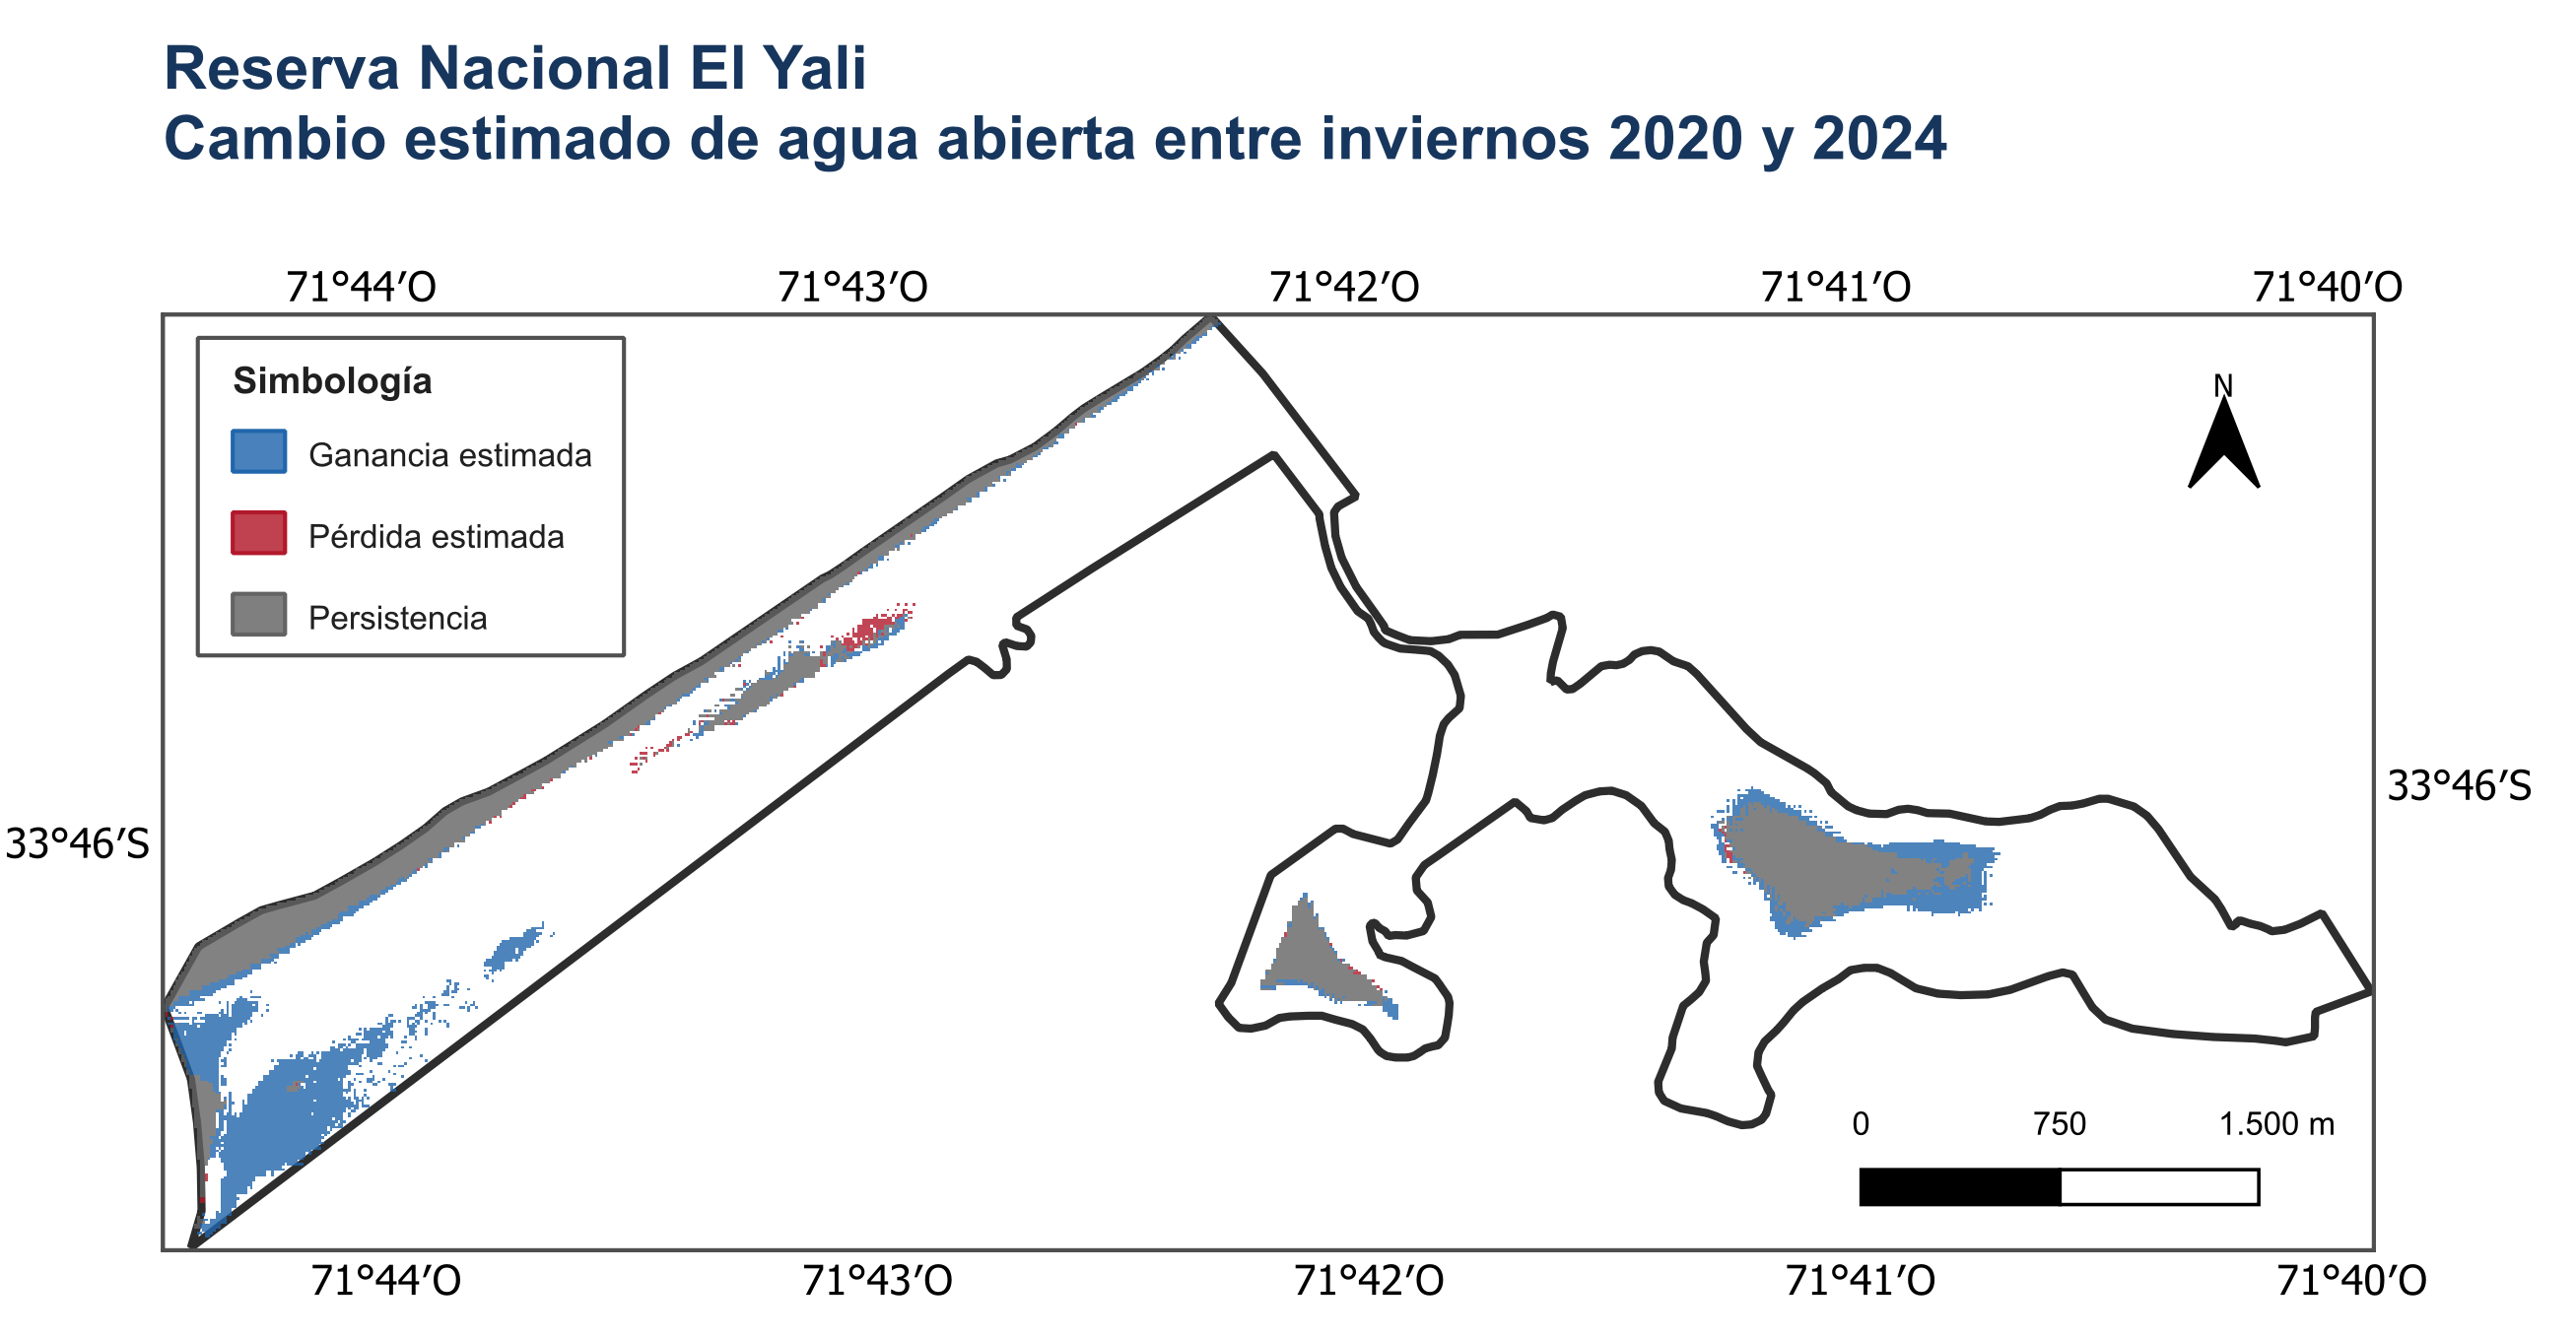 Reserva Nacional El Yali
Cambio estimado de agua abierta entre inviernos 2020 y 2024
71°44′O 71°43′O 71°42′O 71°41′O 71°40′O
Simbología
Ganancia estimada
Pérdida estimada
Persistencia
N
33°46′S
33°46′S
0 750 1.500 m
71°44′O 71°43′O 71°42′O 71°41′O 71°40′O